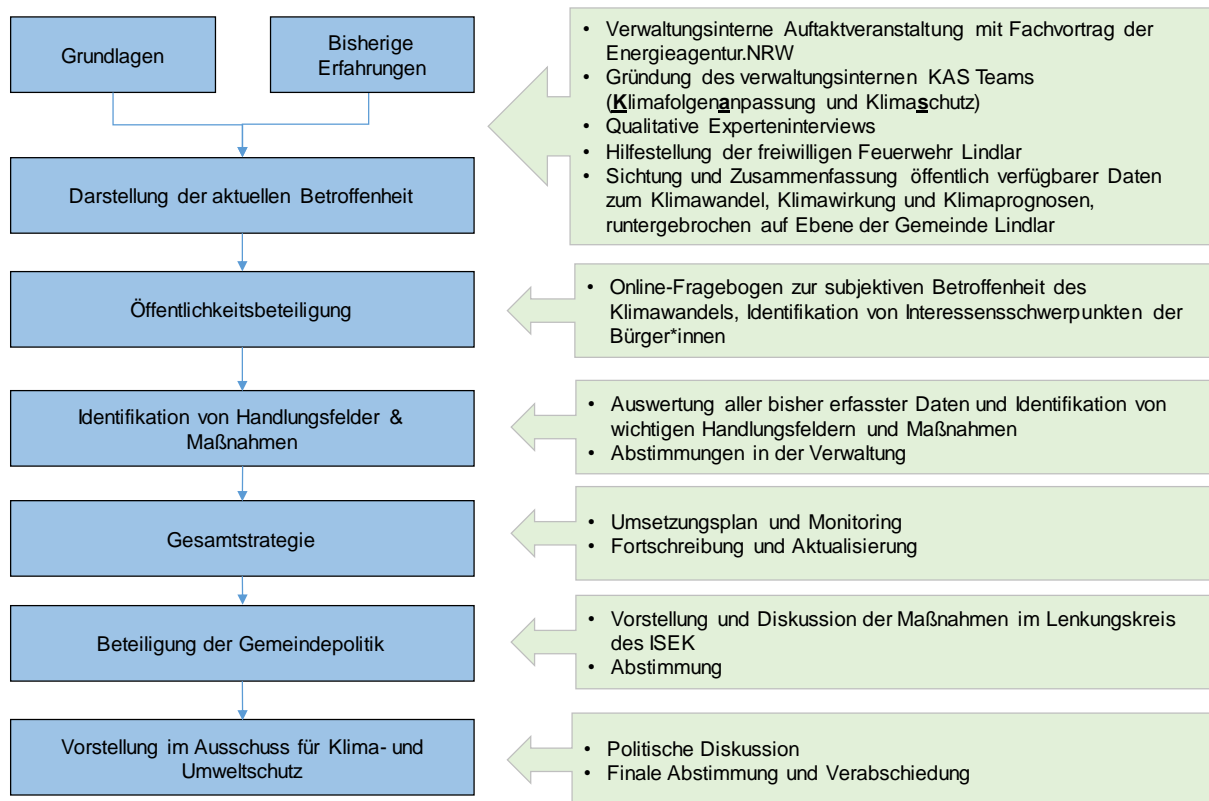 Grundlagen
Bisherige
Erfahrungen
• Verwaltungsinterne Auftaktveranstaltung mit Fachvortrag der
Energieagentur.NRW
• Gründung des verwaltungsinternen KAS Teams
(Klimafolgenanpassung und Klimaschutz)
• Qualitative Experteninterviews
• Hilfestellung der freiwilligen Feuerwehr Lindlar
• Sichtung und Zusammenfassung öffentlich verfügbarer Daten
zum Klimawandel, Klimawirkung und Klimaprognosen,
runtergebrochen auf Ebene der Gemeinde Lindlar
Darstellung der aktuellen Betroffenheit
Öffentlichkeitsbeteiligung
• Online-Fragebogen zur subjektiven Betroffenheit des
Klimawandels, Identifikation von Interessensschwerpunkten der
Bürger*innen
Identifikation von Handlungsfelder &
Maßnahmen
• Auswertung aller bisher erfasster Daten und Identifikation von
wichtigen Handlungsfeldern und Maßnahmen
• Abstimmungen in der Verwaltung
Gesamtstrategie
• Umsetzungsplan und Monitoring
• Fortschreibung und Aktualisierung
Beteiligung der Gemeindepolitik
• Vorstellung und Diskussion der Maßnahmen im Lenkungskreis
des ISEK
• Abstimmung
Vorstellung im Ausschuss für Klima- und
Umweltschutz
• Politische Diskussion
• Finale Abstimmung und Verabschiedung